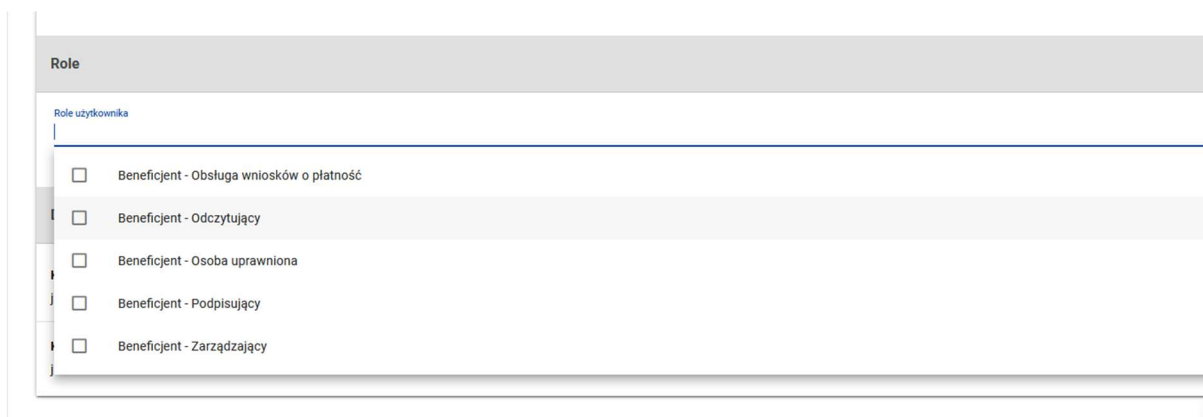 Role
Role użytkownika
Beneficjent - Obsługa wniosków o płatność
Beneficjent - Odczytujący
Beneficjent - Osoba uprawniona
Beneficjent - Podpisujący
Beneficjent - Zarządzający